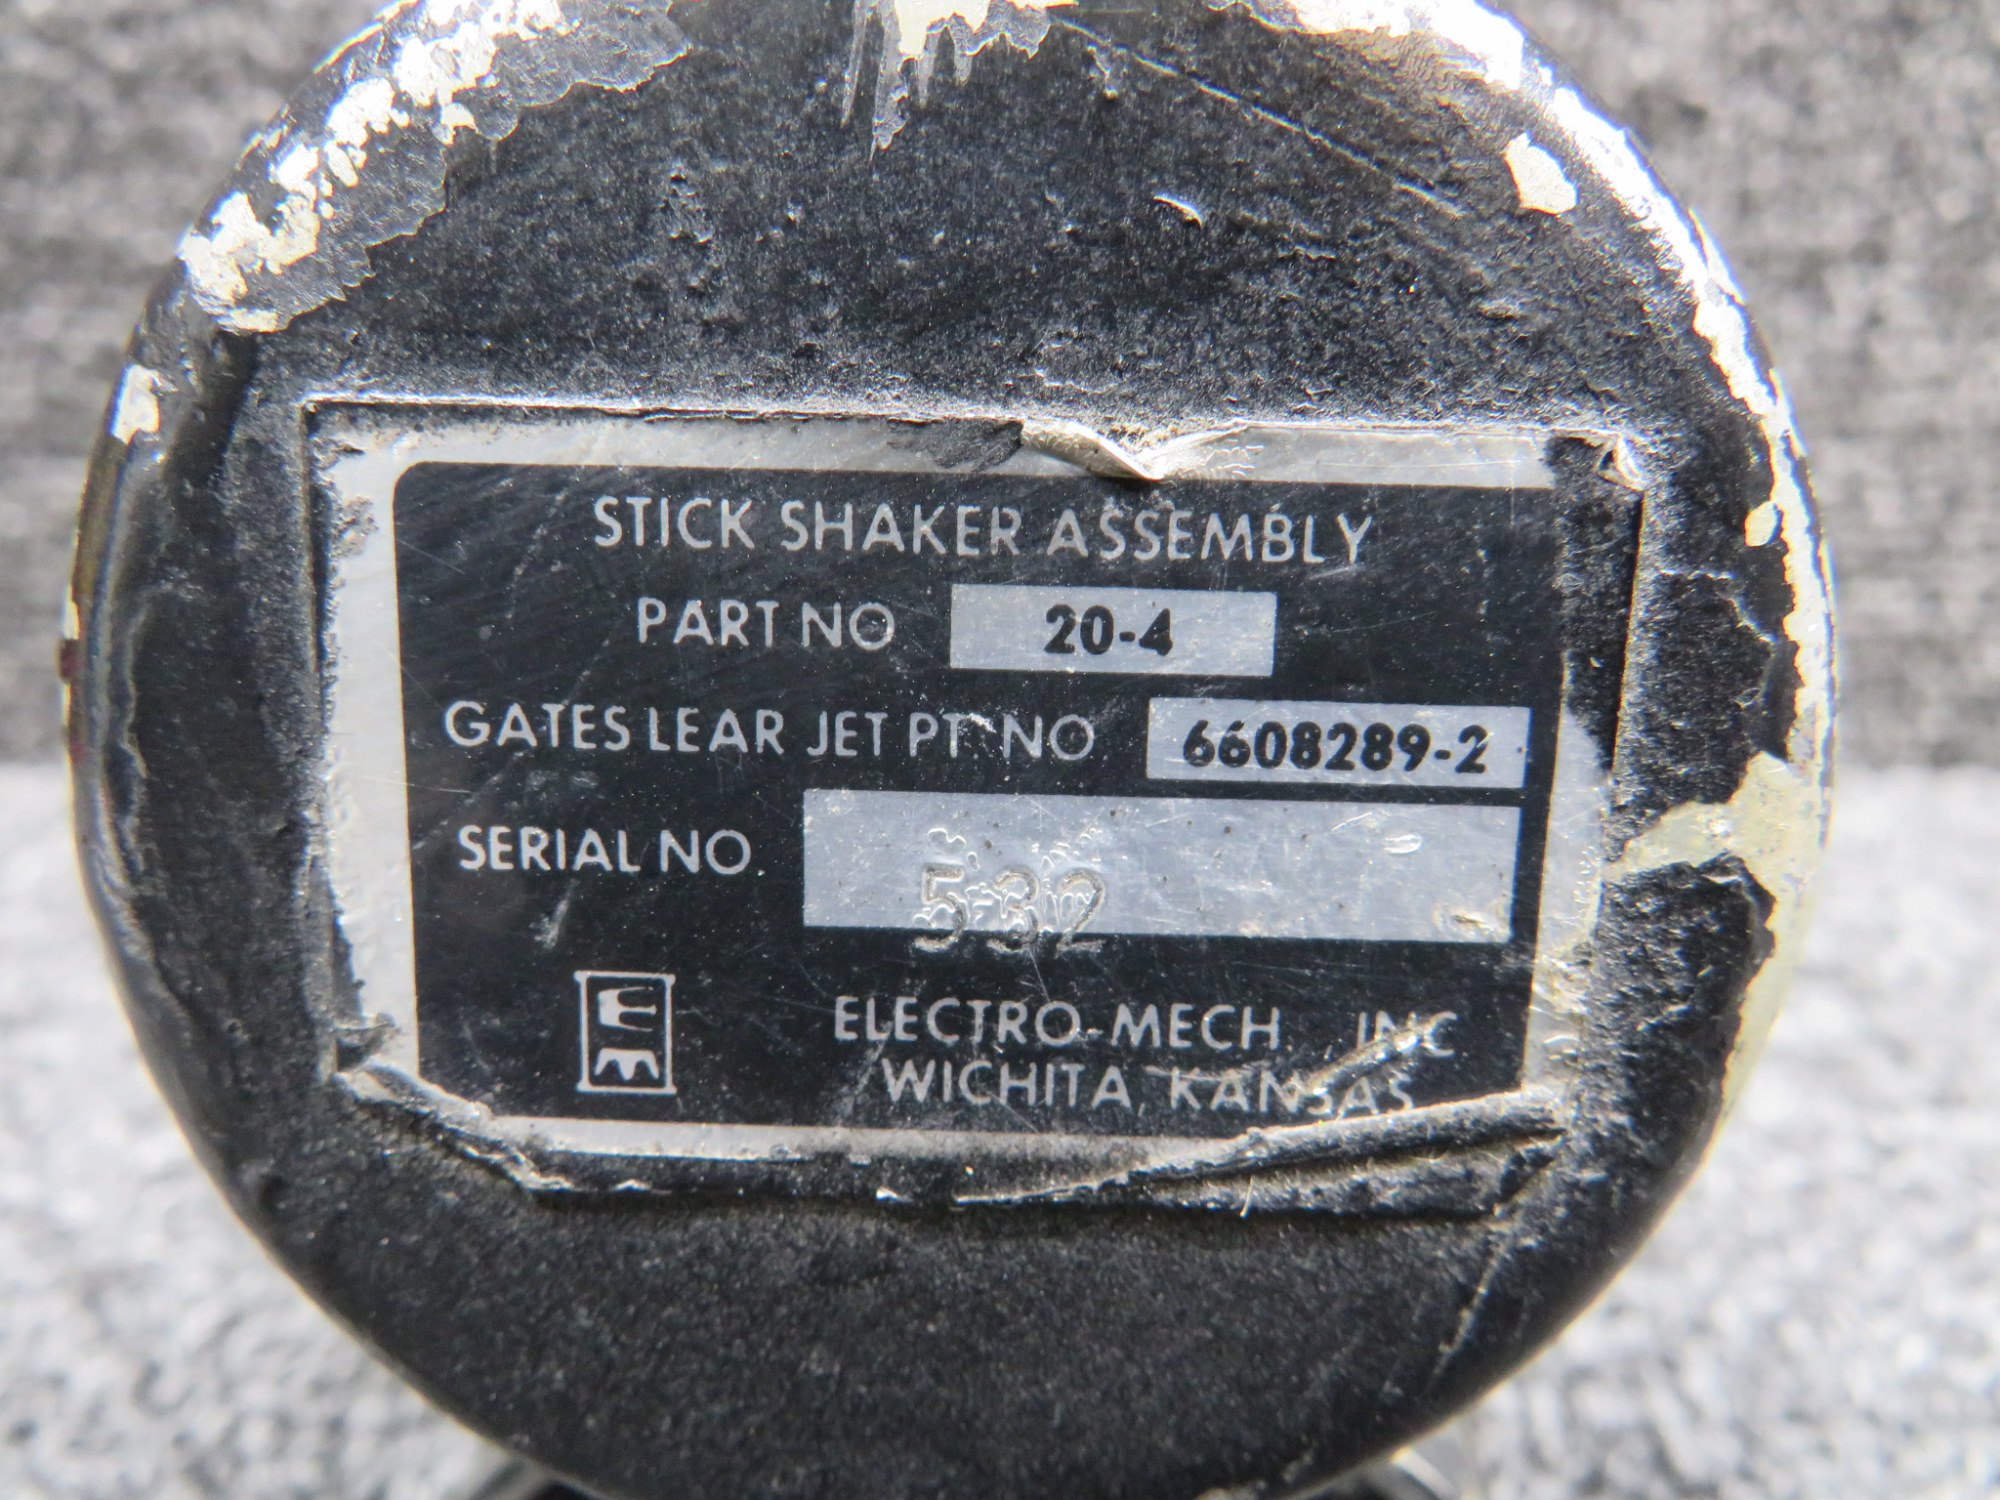 STICK SHAKER ASSEMBLY
PART NO 20-4
GATES LEAR JET PT NO 6608289-2
SERIAL NO 532
ELECTRO-MECH, INC
WICHITA, KANSAS